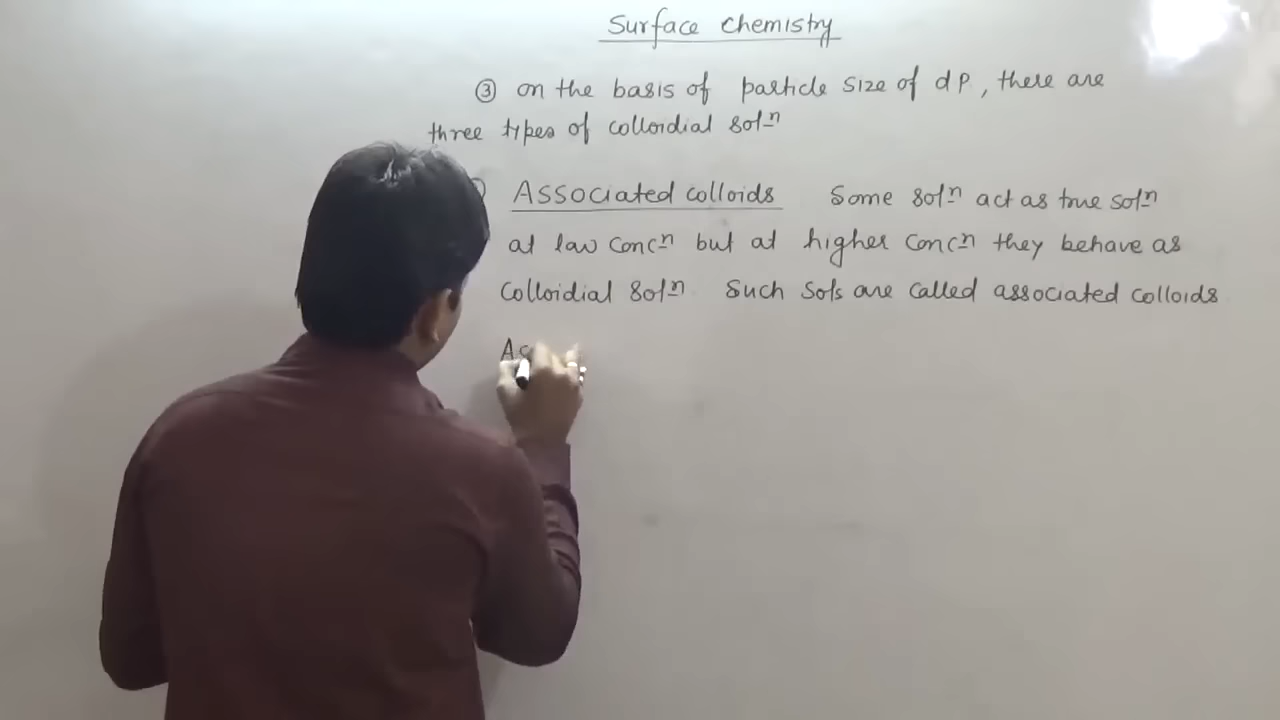 Surface Chemistry
③ on the basis of particle size of dP, there are
three types of colloidial solⁿ
Associated colloids Some solⁿ act as true solⁿ
at low concⁿ but at higher concⁿ they behave as
colloidial solⁿ Such sols are called associated colloids
As